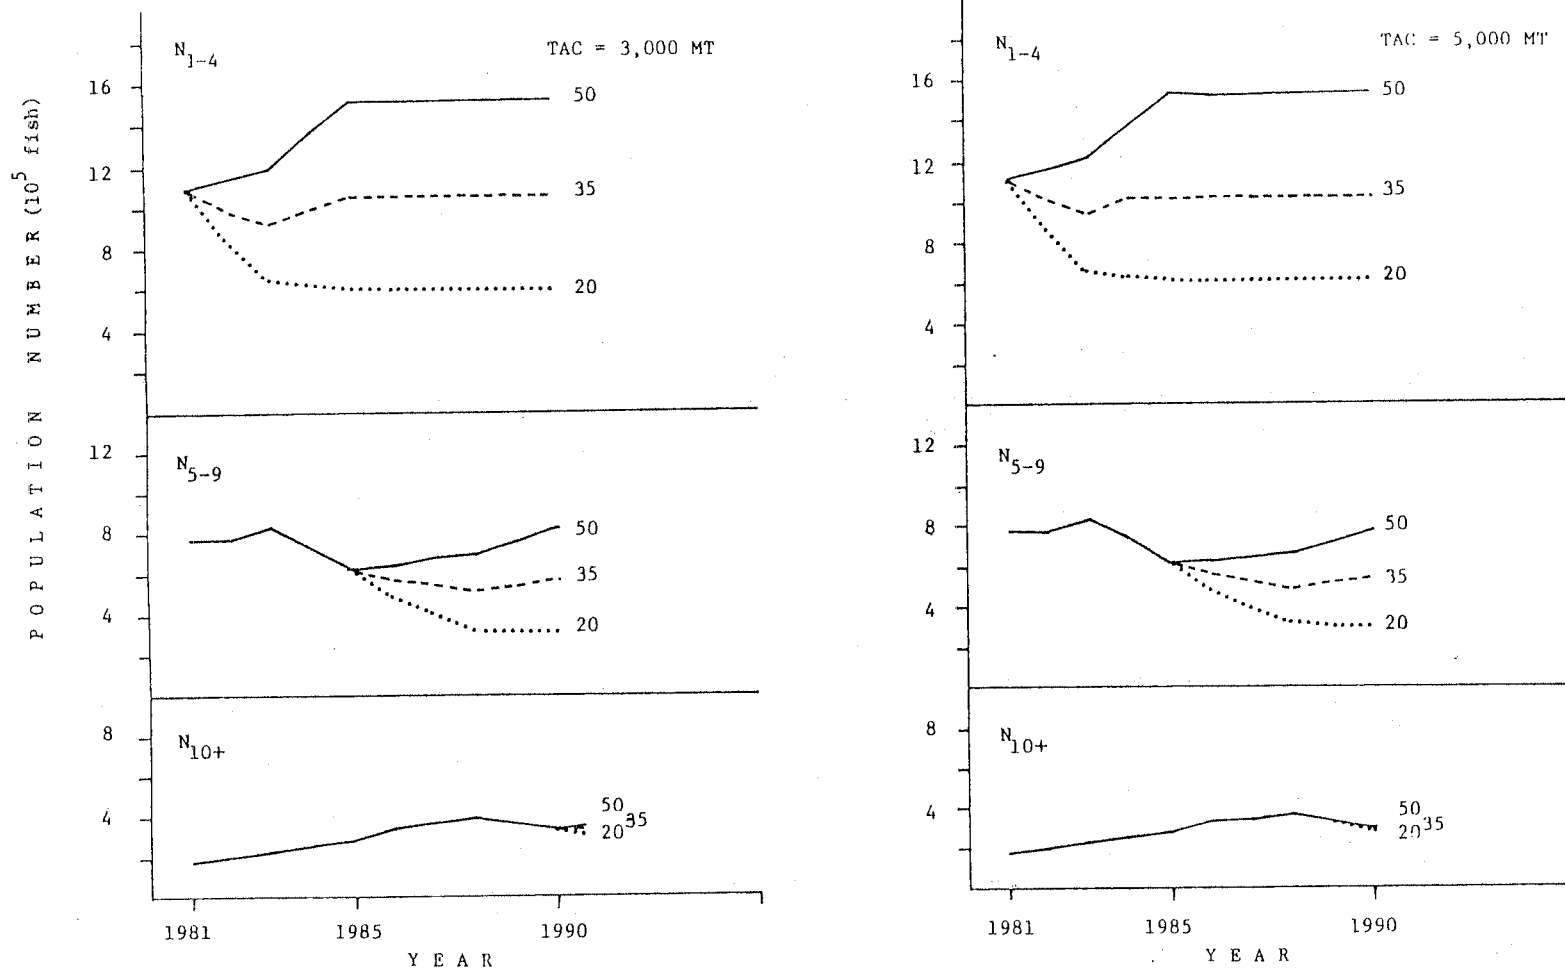 POPULATION NUMBER (10^5 fish)
N1-4
TAC = 3,000 MT
16
12
8
4
50
35
20
N5-9
12
8
4
50
35
20
N10+
8
4
50
35
20
1981 1985 1990
YEAR
N1-4
TAC = 5,000 MT
16
12
8
4
50
35
20
N5-9
12
8
4
50
35
20
N10+
8
4
50
35
20
1981 1985 1990
YEAR